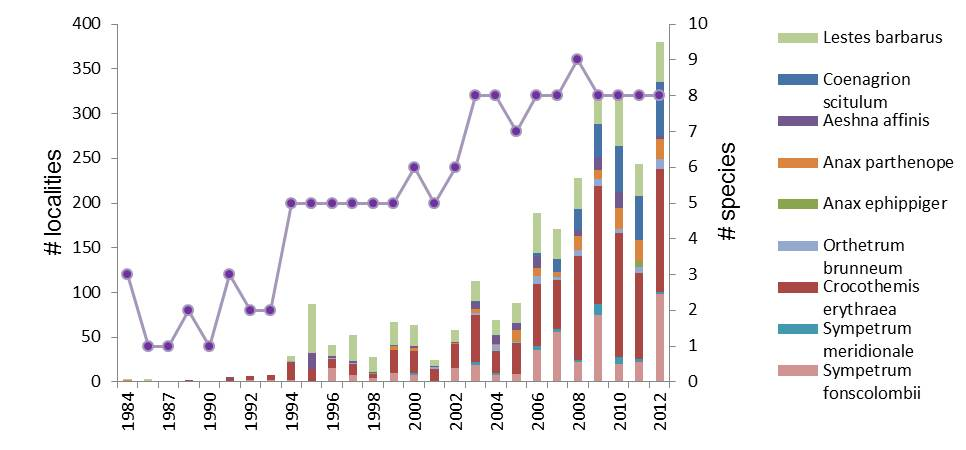 400
350
300
250
200
150
100
50
0
# localities
10
9
8
7
6
5
4
3
2
1
0
# species
1984
1987
1990
1992
1994
1996
1998
2000
2002
2004
2006
2008
2010
2012
Lestes barbarus
Coenagrion
scitulum
Aeshna affinis
Anax parthenope
Anax ephippiger
Orthetrum
brunneum
Crocothemis
erythraea
Sympetrum
meridionale
Sympetrum
fonscolombii